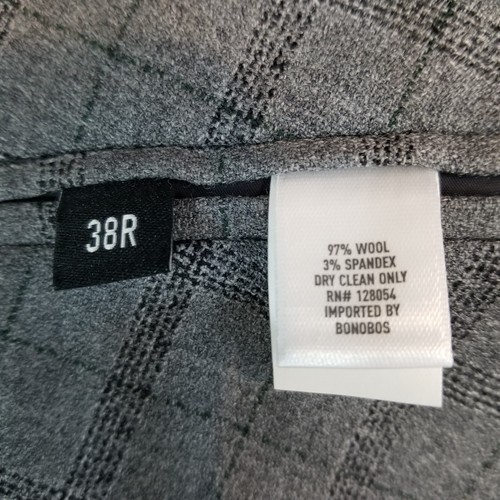 38R
97% WOOL
3% SPANDEX
DRY CLEAN ONLY
RN# 128054
IMPORTED BY
BONOBOS